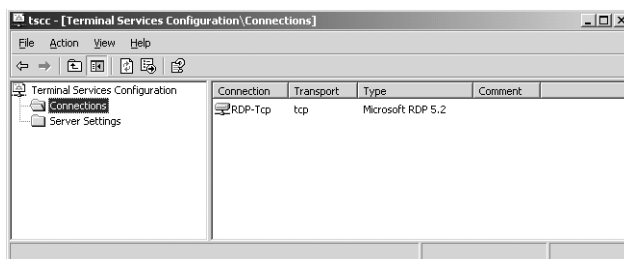 tscc - [Terminal Services Configuration\Connections]
File Action View Help
Terminal Services Configuration
Connections
Server Settings
Connection Transport Type Comment
RDP-Tcp tcp Microsoft RDP 5.2